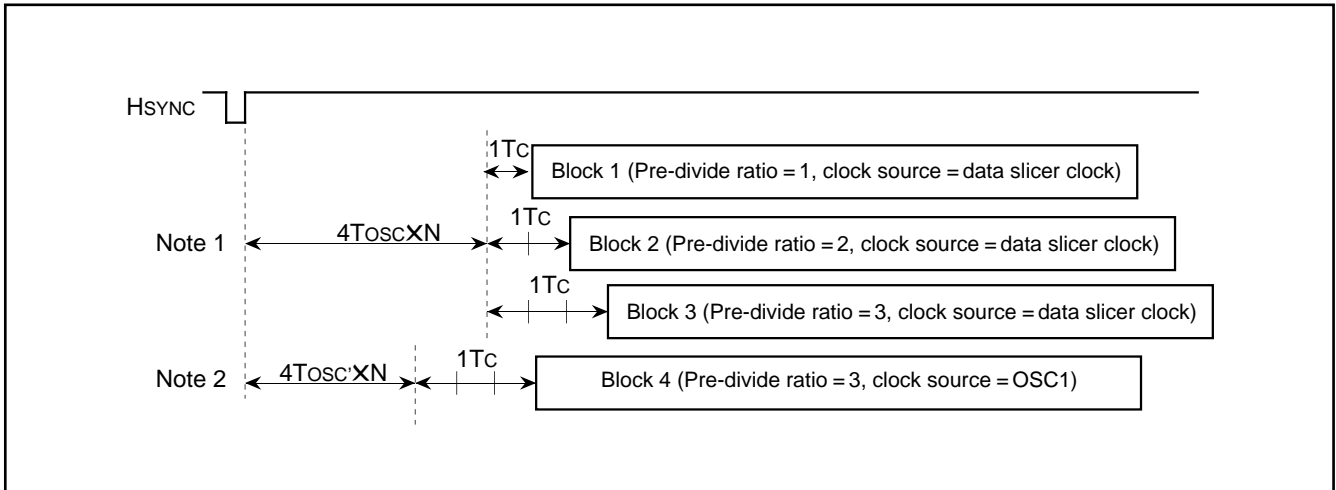 HSYNC
1TC
Block 1 (Pre-divide ratio = 1, clock source = data slicer clock)
1TC
Note 1
4TOSC✕N
Block 2 (Pre-divide ratio = 2, clock source = data slicer clock)
1TC
Block 3 (Pre-divide ratio = 3, clock source = data slicer clock)
1TC
Note 2
4TOSC'✕N
Block 4 (Pre-divide ratio = 3, clock source = OSC1)